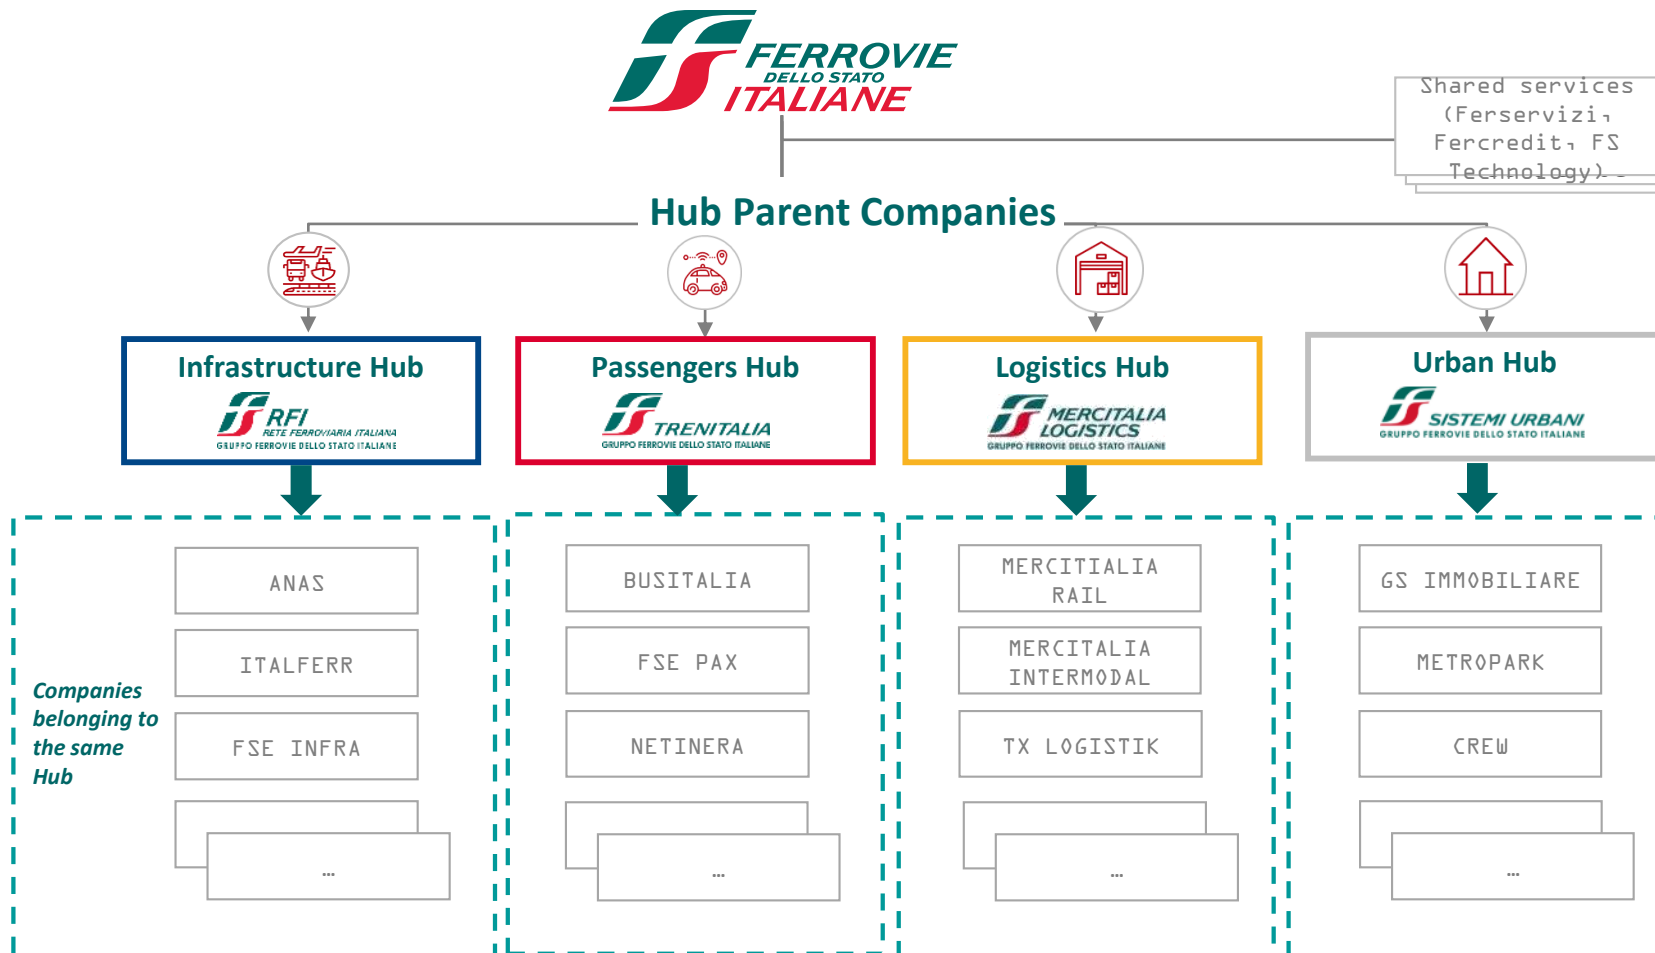 FERROVIE
DELLO STATO
ITALIANE
Shared services
(Ferservizi,
Fercredit, FS
Technology)
Hub Parent Companies
Infrastructure Hub
RFI
RETE FERROVIARIA ITALIANA
GRUPPO FERROVIE DELLO STATO ITALIANE
Passengers Hub
TRENITALIA
GRUPPO FERROVIE DELLO STATO ITALIANE
Logistics Hub
MERCITALIA
LOGISTICS
GRUPPO FERROVIE DELLO STATO ITALIANE
Urban Hub
SISTEMI URBANI
GRUPPO FERROVIE DELLO STATO ITALIANE
Companies
belonging to
the same
Hub
ANAS
ITALFERR
FSE INFRA
…
BUSITALIA
FSE PAX
NETINERA
…
MERCITIALIA
RAIL
MERCITALIA
INTERMODAL
TX LOGISTIK
…
GS IMMOBILIARE
METROPARK
CREW
…